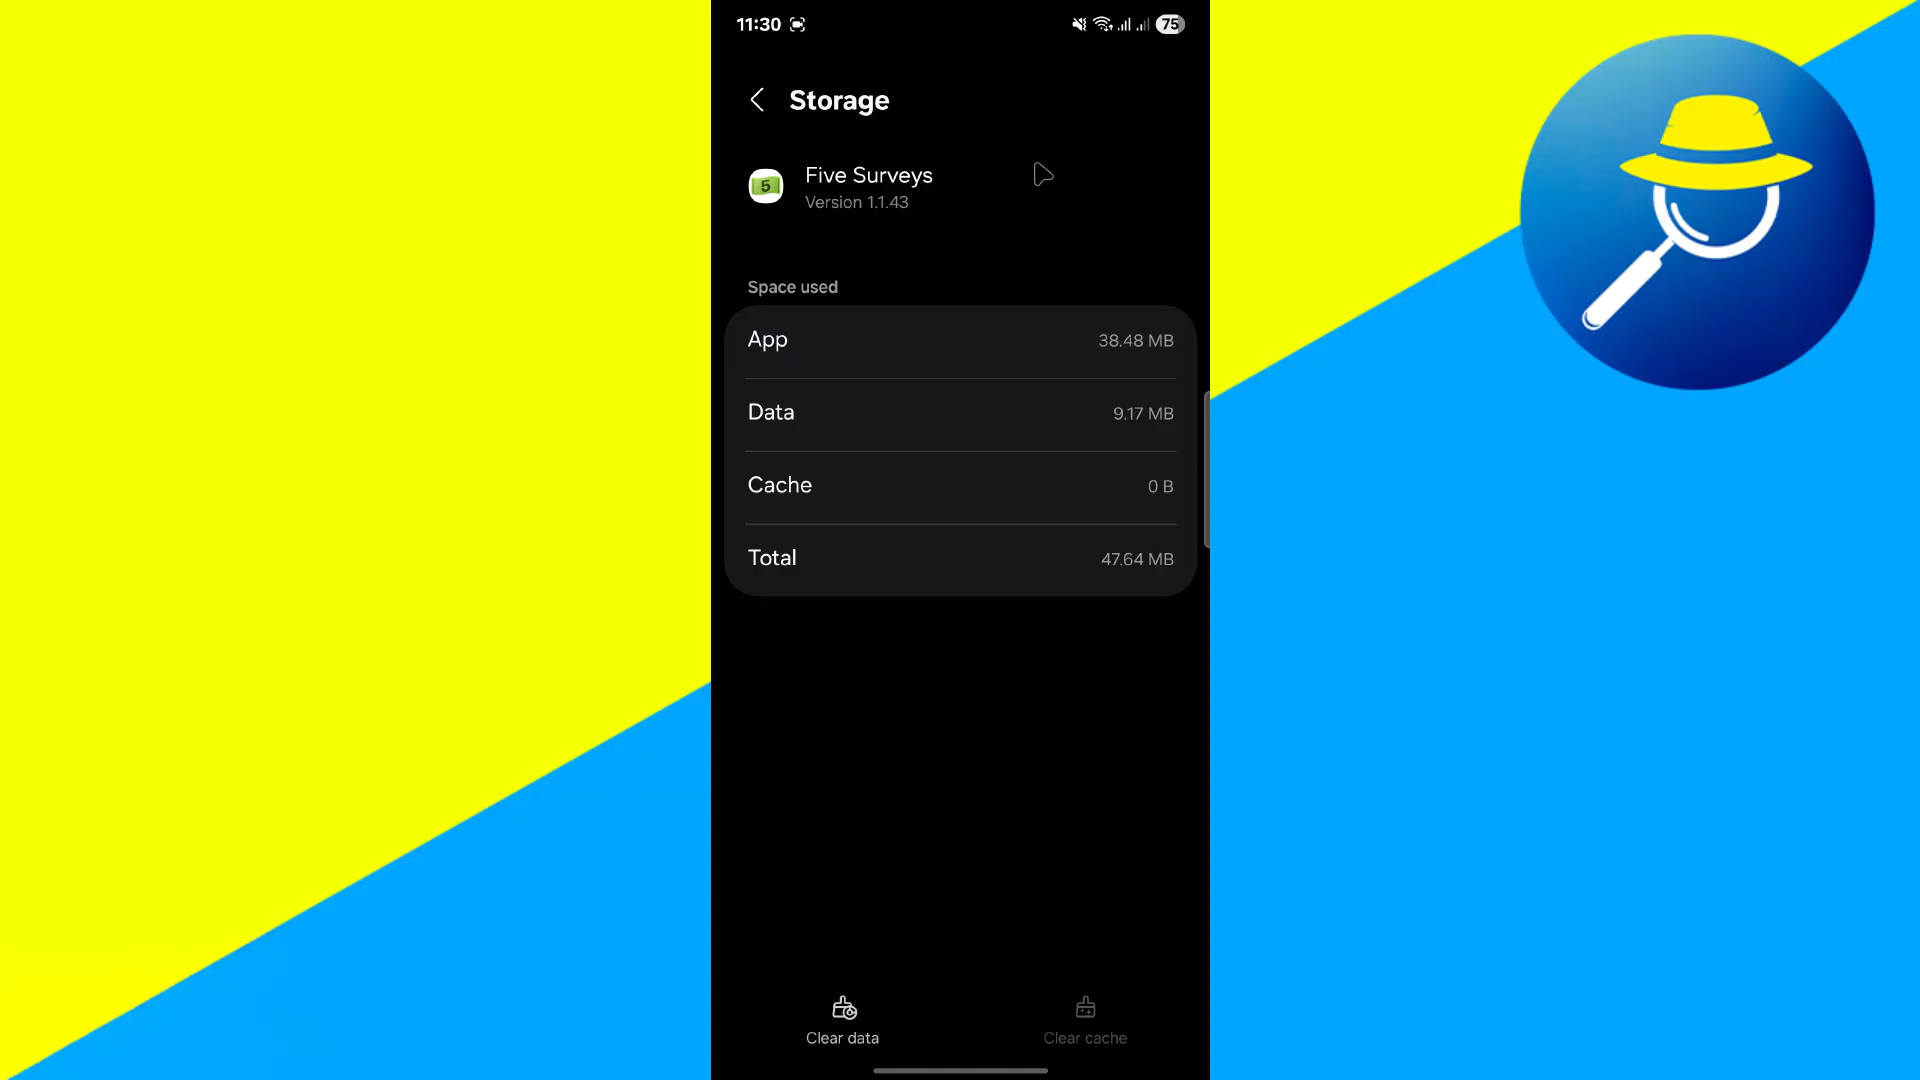 11:30
75
Storage
5
Five Surveys
Version 1.1.43
Space used
App 38.48 MB
Data 9.17 MB
Cache 0 B
Total 47.64 MB
Clear data
Clear cache